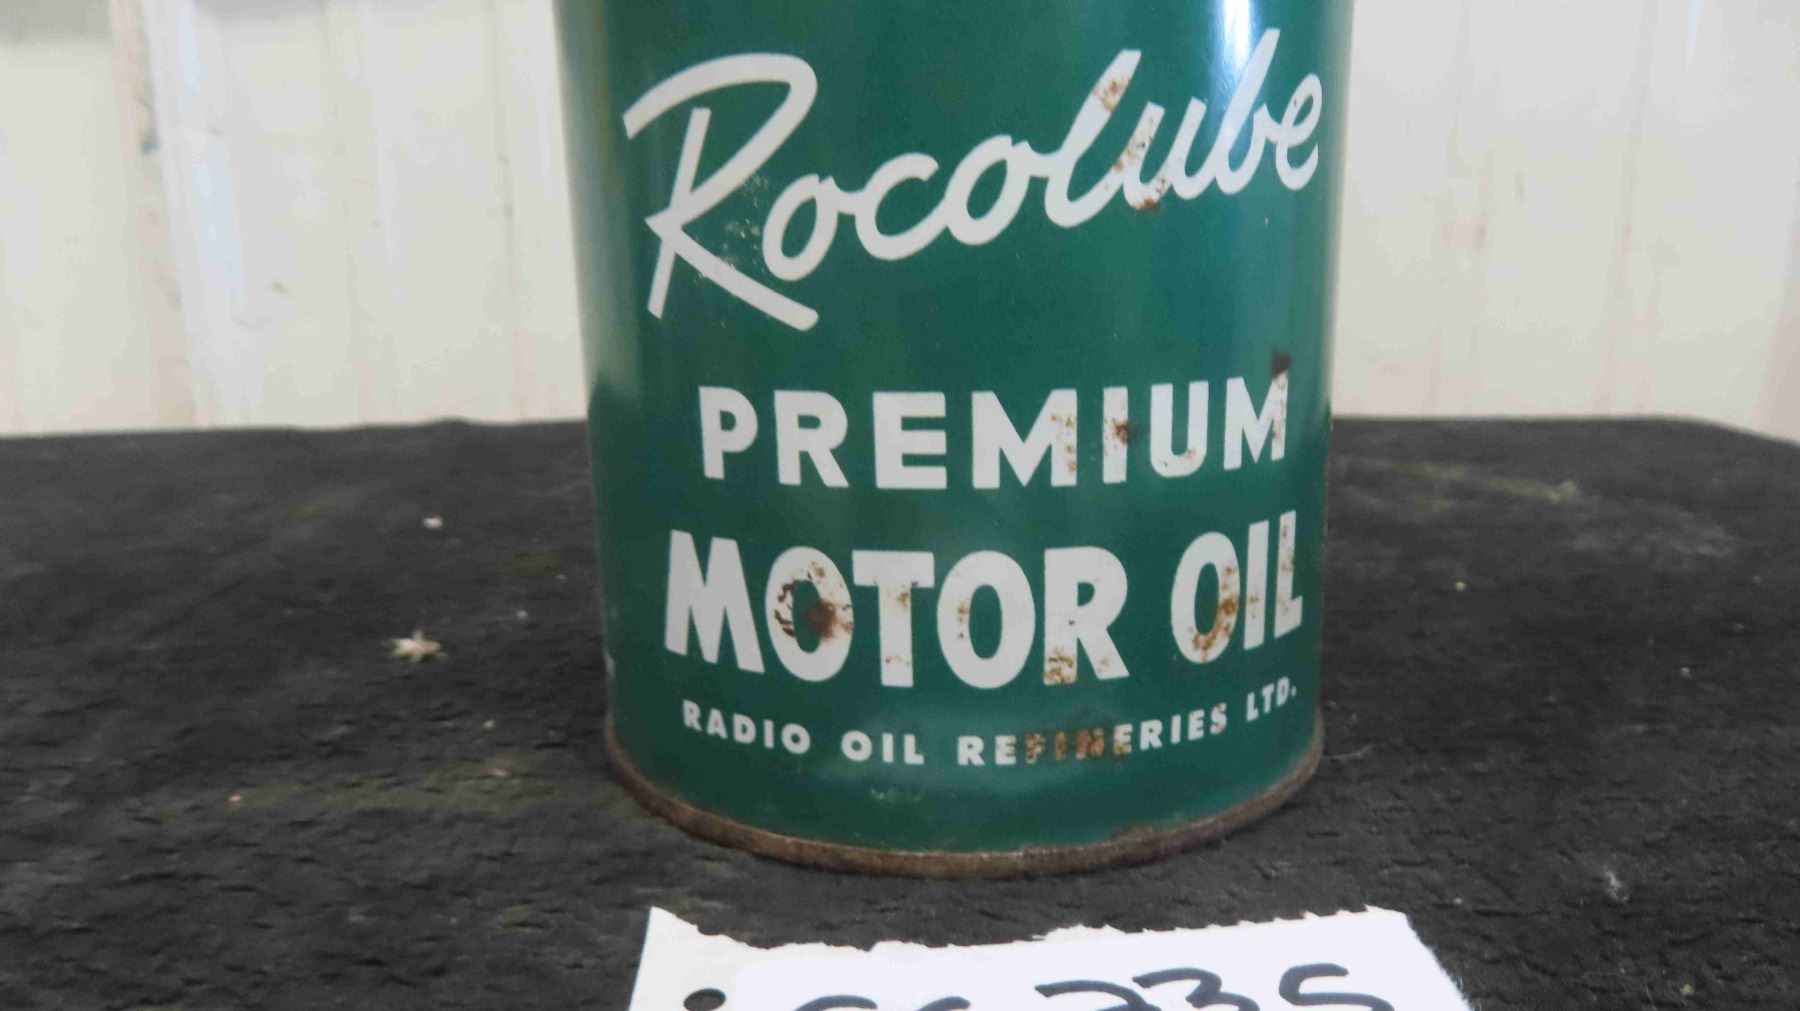 Rocolube
PREMIUM
MOTOR OIL
RADIO OIL REFINERIES LTD.